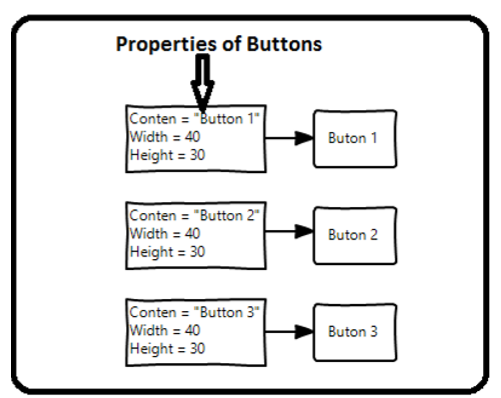 Properties of Buttons
Conten = "Button 1"
Width = 40
Height = 30
Buton 1
Conten = "Button 2"
Width = 40
Height = 30
Buton 2
Conten = "Button 3"
Width = 40
Height = 30
Buton 3